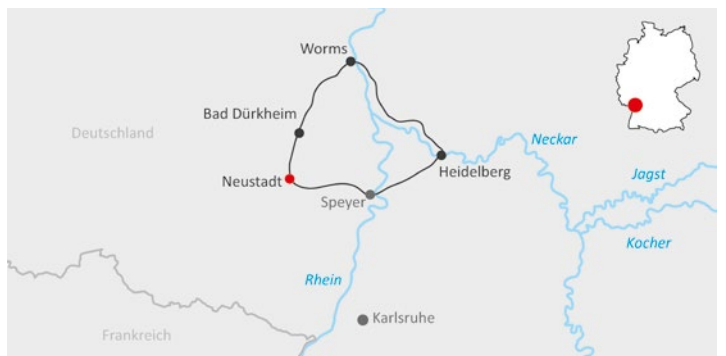 Worms
Bad Dürkheim
Deutschland
Neckar
Heidelberg
Jagst
Neustadt
Speyer
Kocher
Rhein
Karlsruhe
Frankreich